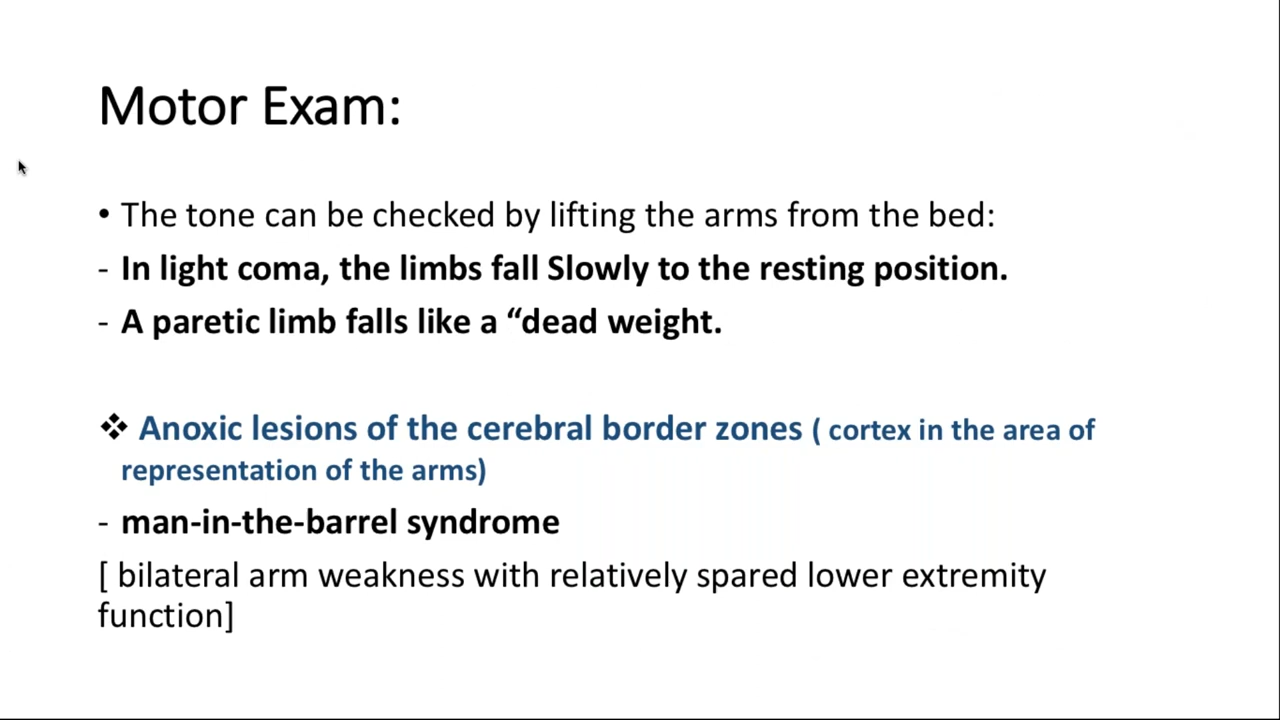 Motor Exam:
• The tone can be checked by lifting the arms from the bed:
- In light coma, the limbs fall Slowly to the resting position.
- A paretic limb falls like a “dead weight.
❖ Anoxic lesions of the cerebral border zones ( cortex in the area of
representation of the arms)
- man-in-the-barrel syndrome
[ bilateral arm weakness with relatively spared lower extremity
function]